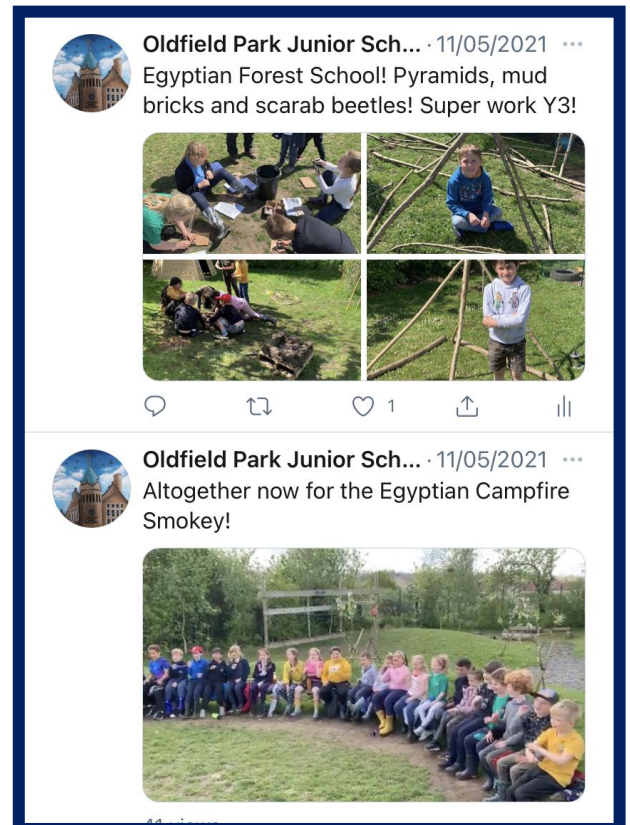 Oldfield Park Junior Sch... · 11/05/2021
Egyptian Forest School! Pyramids, mud
bricks and scarab beetles! Super work Y3!
1
Oldfield Park Junior Sch... · 11/05/2021
Altogether now for the Egyptian Campfire
Smokey!